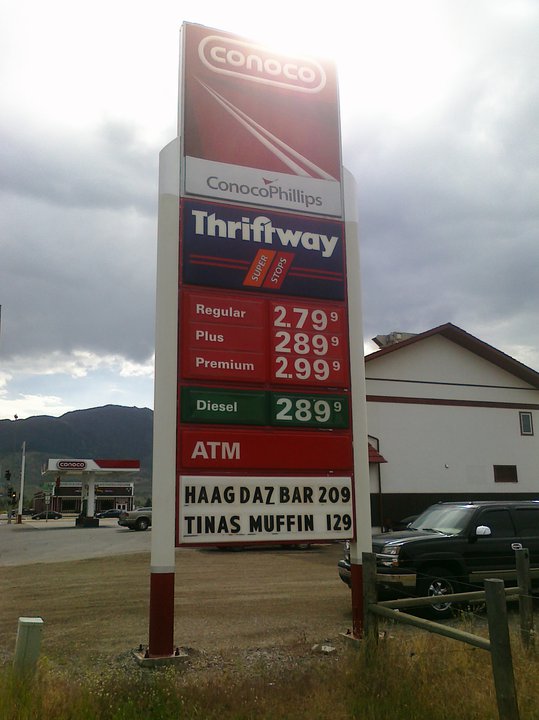 conoco
ConocoPhillips
Thriftway
SUPER
STOPS
Regular 2.79 9
Plus 289 9
Premium 2.99 9
Diesel 289 9
ATM
HAAG DAZ BAR 209
TINAS MUFFIN 129
conoco